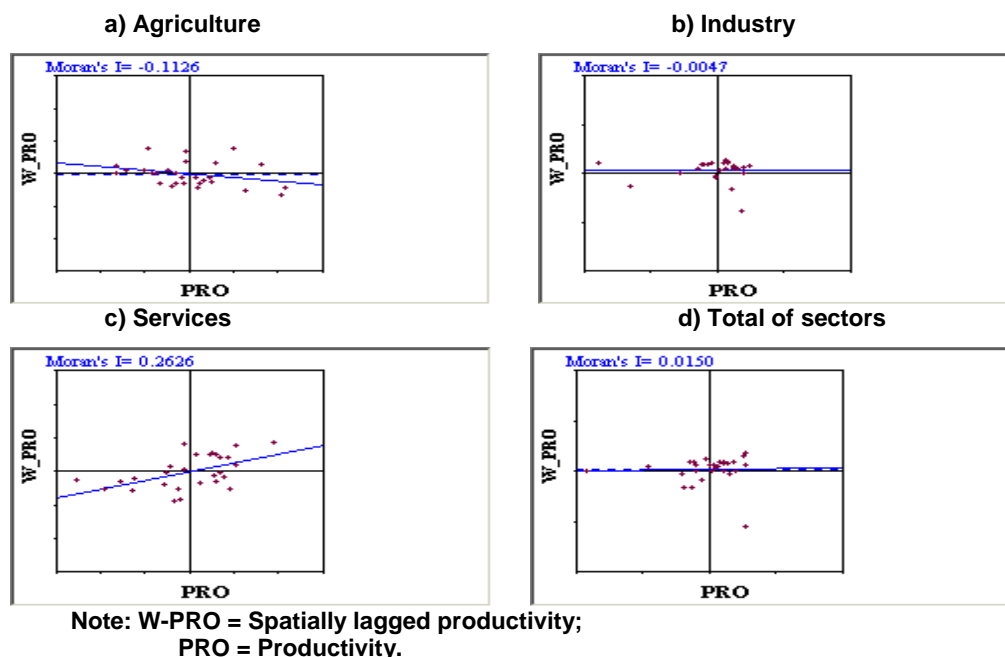 a) Agriculture
b) Industry
Moran's I= -0.1126
W_PRO
PRO
Moran's I= -0.0047
W_PRO
PRO
c) Services
d) Total of sectors
Moran's I= 0.2626
W_PRO
PRO
Moran's I= 0.0150
W_PRO
PRO
Note: W-PRO = Spatially lagged productivity;
PRO = Productivity.